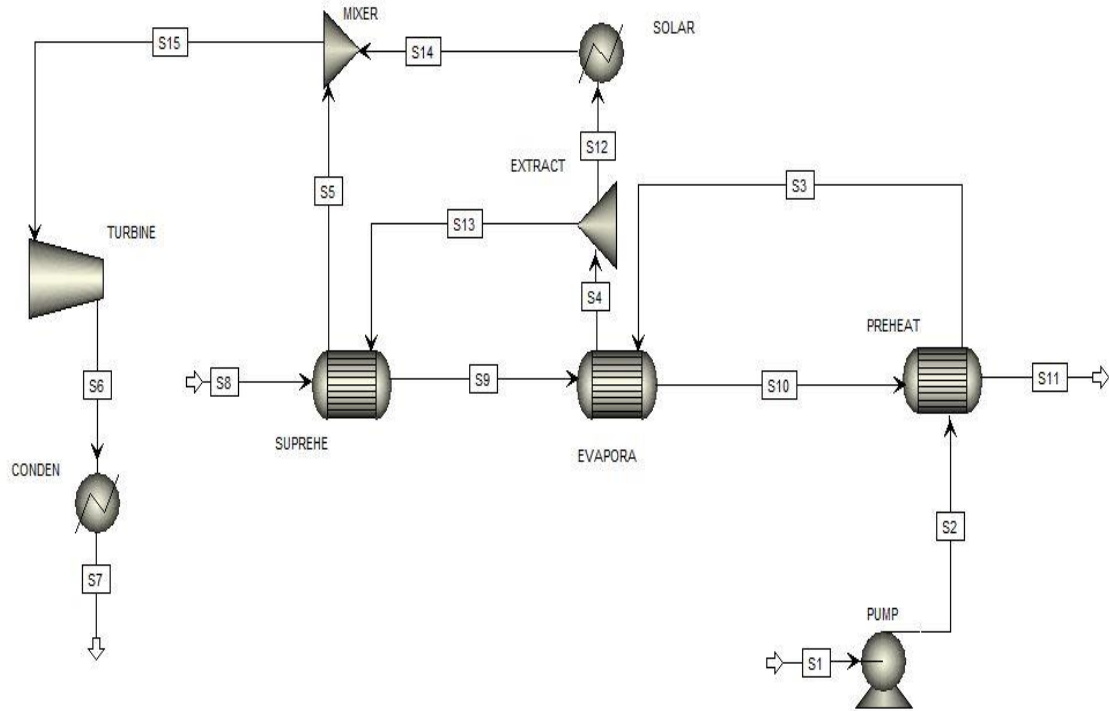 MIXER
SOLAR
S15
S14
S12
EXTRACT
S5
S3
S13
TURBINE
S4
PREHEAT
S6
S8
S9
S10
S11
SUPREHE
EVAPORA
CONDEN
S2
S7
PUMP
S1